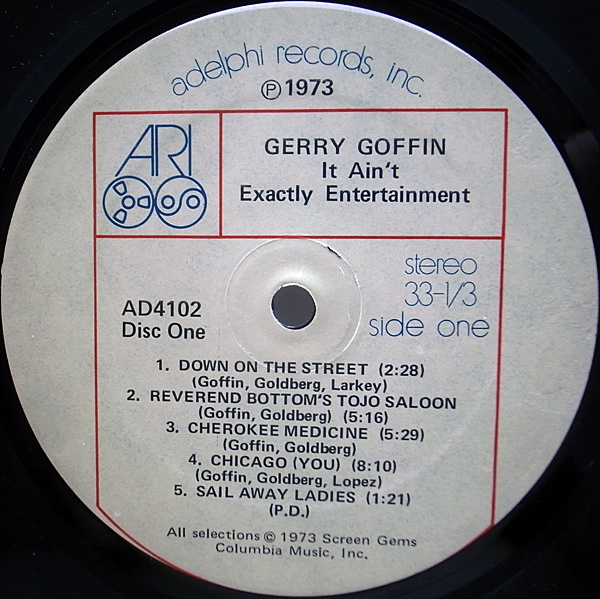 adelphi records, inc.
Ⓟ 1973
ARI
GERRY GOFFIN
It Ain't
Exactly Entertainment
stereo
33-1/3
side one
AD4102
Disc One
1. DOWN ON THE STREET (2:28)
(Goffin, Goldberg, Larkey)
2. REVEREND BOTTOM'S TOJO SALOON
(Goffin, Goldberg) (5:16)
3. CHEROKEE MEDICINE (5:29)
(Goffin, Goldberg)
4. CHICAGO (YOU) (8:10)
(Goffin, Goldberg, Lopez)
5. SAIL AWAY LADIES (1:21)
(P.D.)
All selections © 1973 Screen Gems
Columbia Music, Inc.